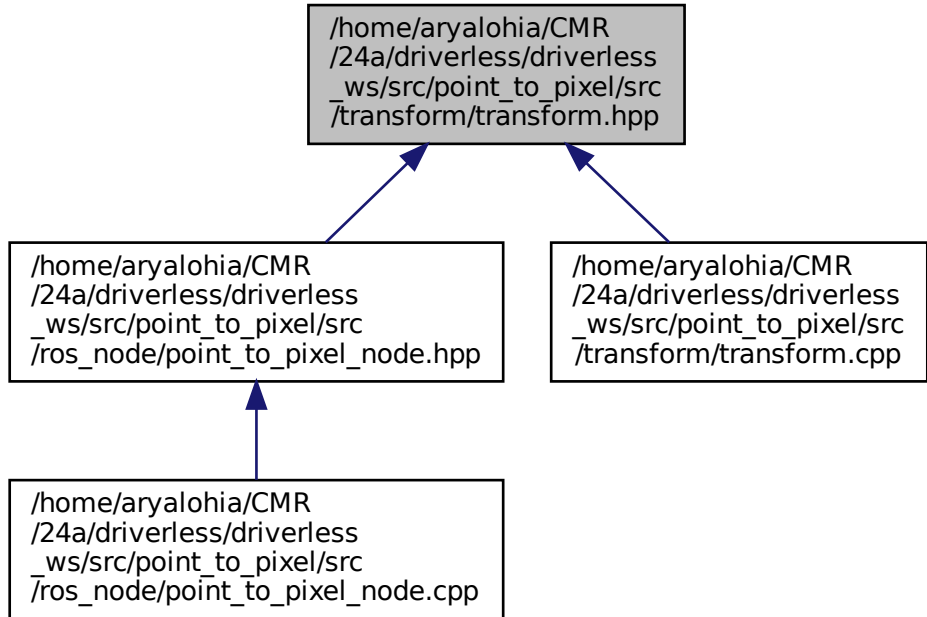 /home/aryalohia/CMR
/24a/driverless/driverless
_ws/src/point_to_pixel/src
/transform/transform.hpp
/home/aryalohia/CMR
/24a/driverless/driverless
_ws/src/point_to_pixel/src
/ros_node/point_to_pixel_node.hpp
/home/aryalohia/CMR
/24a/driverless/driverless
_ws/src/point_to_pixel/src
/transform/transform.cpp
/home/aryalohia/CMR
/24a/driverless/driverless
_ws/src/point_to_pixel/src
/ros_node/point_to_pixel_node.cpp